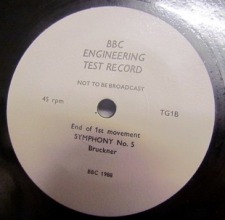 BBC
ENGINEERING
TEST RECORD
NOT TO BE BROADCAST
45 rpm TG1B
End of 1st movement
SYMPHONY No. 5
Bruckner
BBC 1988